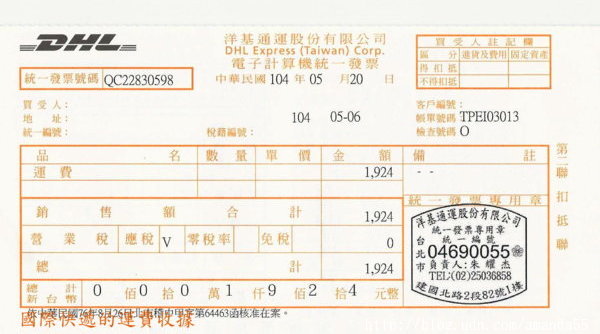 DHL
洋基通運股份有限公司
DHL Express (Taiwan) Corp.
電子計算機統一發票
中華民國 104 年 05 月 20 日
買受人註記欄
區 分 進貨及費用 固定資產
得扣抵
不得扣抵
統一發票號碼 QC22830598
買受人:
地 址:
統一編號:
稅籍編號:
104 05-06
客戶編號:
帳單號碼 TPEI03013
檢查號碼 O
品 名 數量 單價 金額 備 註
運費 1,924 - -
銷售額合計 1,924
營業稅 應稅 V 零稅率 免稅 0
總 計 1,924
統一發票專用章
洋基通運股份有限公司
統一發票專用章
統一編號
台北市
04690055
負責人:朱耀杰
TEL:(02)25036858
建國北路2段82號1樓
第二聯 扣抵聯
總計新台幣 0 佰 0 拾 0 萬 1 仟 9 佰 2 拾 4 元整
國際快遞的運費收據